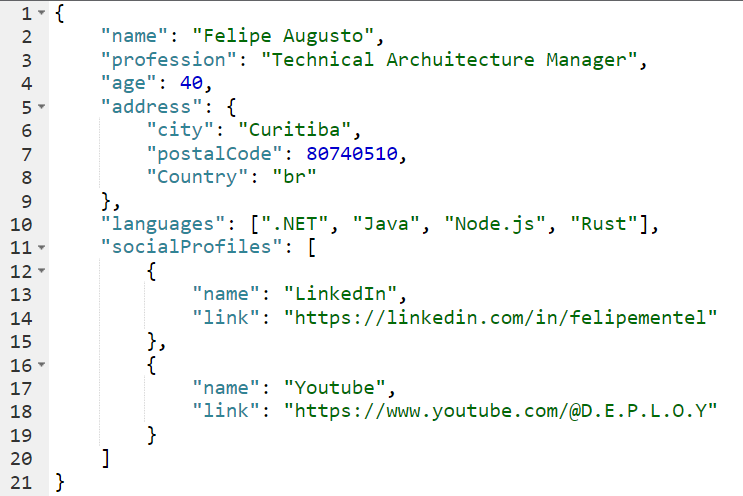 1 {
2     "name": "Felipe Augusto",
3     "profession": "Technical Archuitecture Manager",
4     "age": 40,
5     "address": {
6         "city": "Curitiba",
7         "postalCode": 80740510,
8         "Country": "br"
9     },
10     "languages": [".NET", "Java", "Node.js", "Rust"],
11     "socialProfiles": [
12         {
13             "name": "LinkedIn",
14             "link": "https://linkedin.com/in/felipementel"
15         },
16         {
17             "name": "Youtube",
18             "link": "https://www.youtube.com/@D.E.P.L.O.Y"
19         }
20     ]
21 }